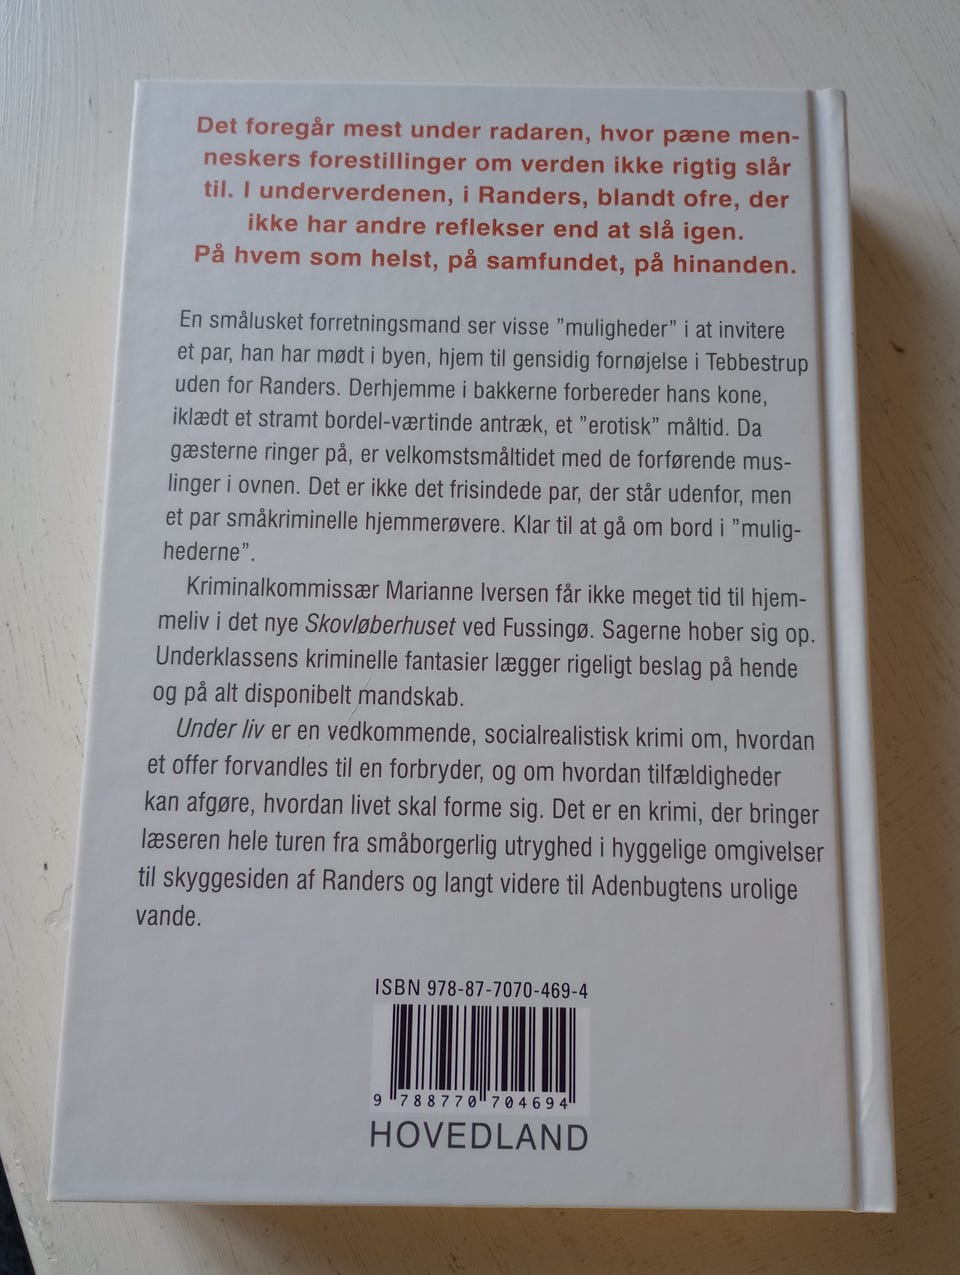 Det foregår mest under radaren, hvor pæne men-
neskers forestillinger om verden ikke rigtig slår
til. I underverdenen, i Randers, blandt ofre, der
ikke har andre reflekser end at slå igen.
På hvem som helst, på samfundet, på hinanden.
En smålusket forretningsmand ser visse ”muligheder” i at invitere
et par, han har mødt i byen, hjem til gensidig fornøjelse i Tebbestrup
uden for Randers. Derhjemme i bakkerne forbereder hans kone,
iklædt et stramt bordel-værtinde antræk, et ”erotisk” måltid. Da
gæsterne ringer på, er velkomstsmåltidet med de forførende mus-
linger i ovnen. Det er ikke det frisindede par, der står udenfor, men
et par småkriminelle hjemmerøvere. Klar til at gå om bord i ”mulig-
hederne”.
Kriminalkommissær Marianne Iversen får ikke meget tid til hjem-
meliv i det nye Skovløberhuset ved Fussingø. Sagerne hober sig op.
Underklassens kriminelle fantasier lægger rigeligt beslag på hende
og på alt disponibelt mandskab.
Under liv er en vedkommende, socialrealistisk krimi om, hvordan
et offer forvandles til en forbryder, og om hvordan tilfældigheder
kan afgøre, hvordan livet skal forme sig. Det er en krimi, der bringer
læseren hele turen fra småborgerlig utryghed i hyggelige omgivelser
til skyggesiden af Randers og langt videre til Adenbugtens urolige
vande.
ISBN 978-87-7070-469-4
9 788770 704694
HOVEDLAND